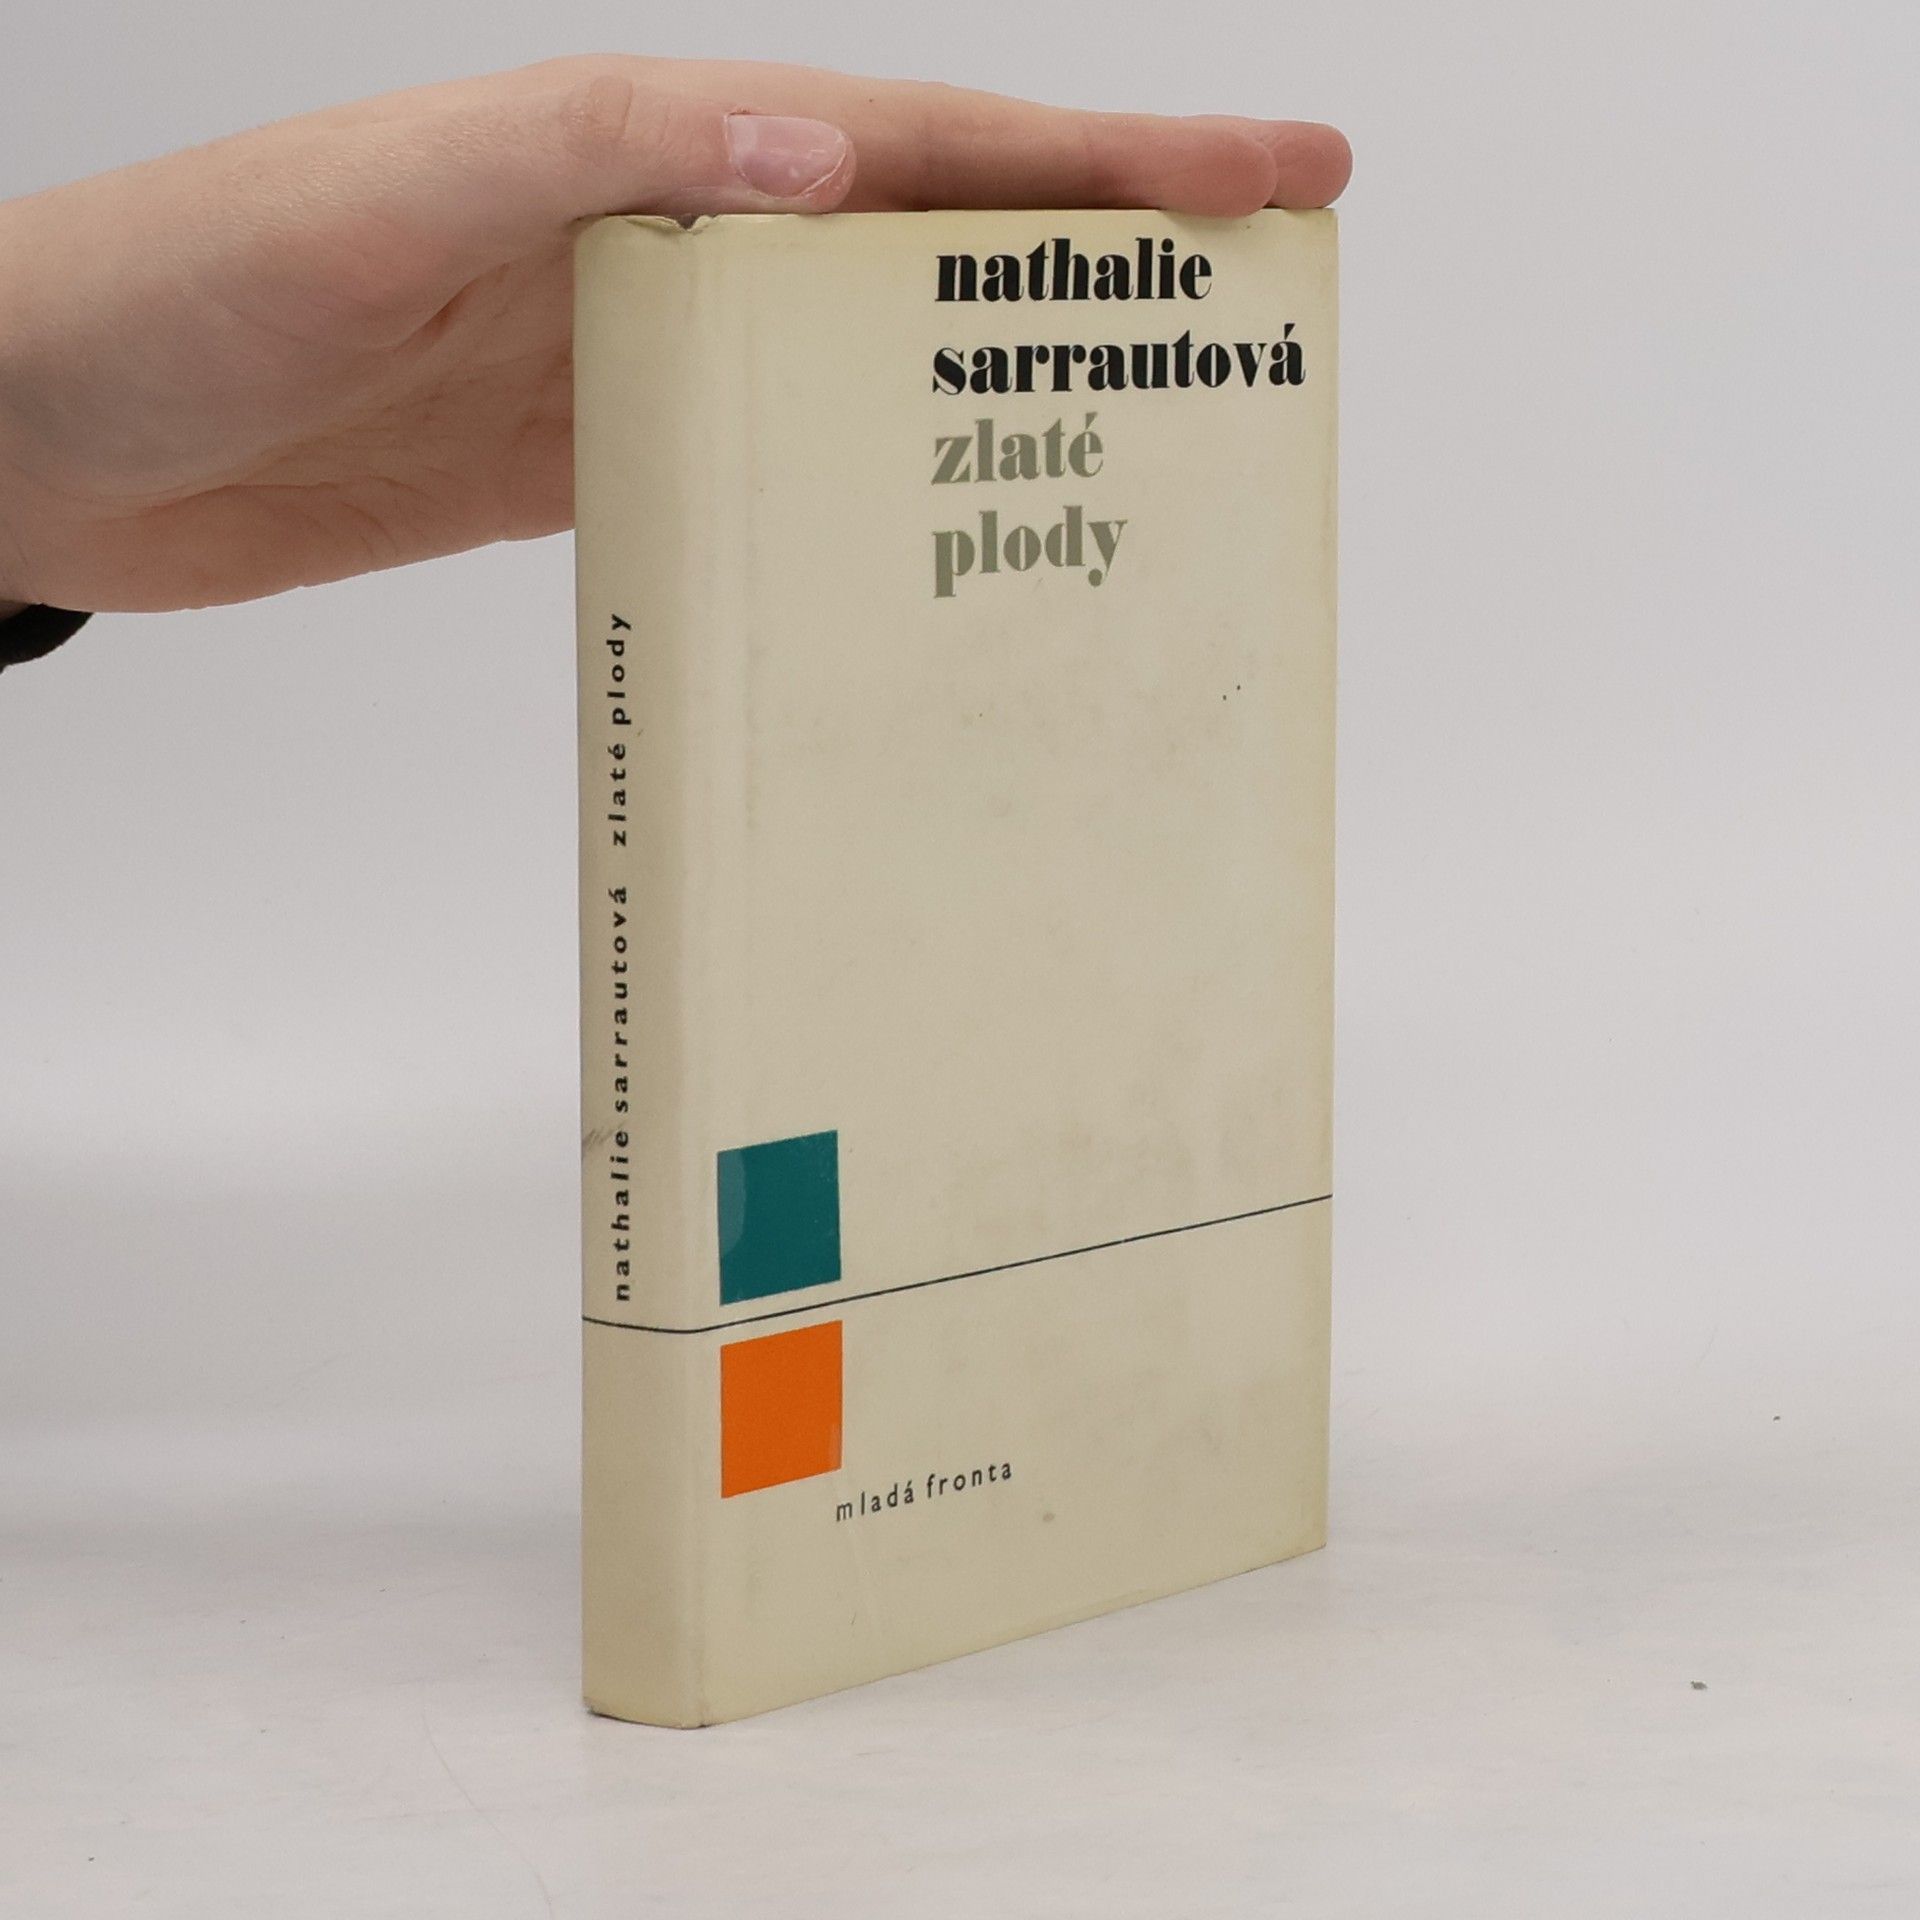 nathalie
sarrautová
zlaté
plody
nathalie sarrautová zlaté plody
mladá fronta